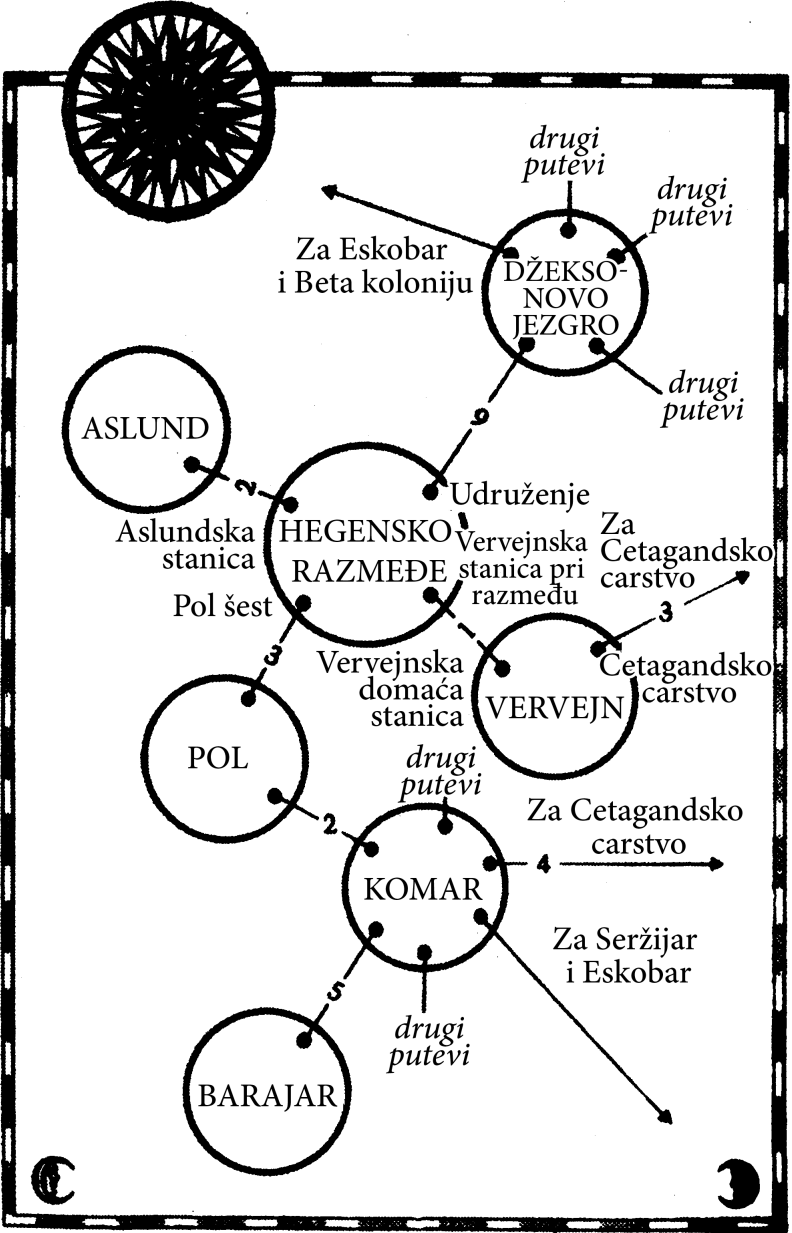 drugi
putevi
drugi
putevi
Za Eskobar
i Beta koloniju
DŽEKSO-
NOVO
JEZGRO
drugi
putevi
9
ASLUND
2
Aslundska
stanica
Udruženje
HEGENSKO
RAZMEĐE
Vervejnska
stanica pri
razmeđu
Za
Cetagandsko
carstvo
3
Pol šest
3
Vervejnska
domaća
stanica
Cetagandsko
carstvo
VERVEJN
POL
drugi
putevi
2
Za Cetagandsko
carstvo
4
KOMAR
Za Seržijar
i Eskobar
5
drugi
putevi
BARAJAR